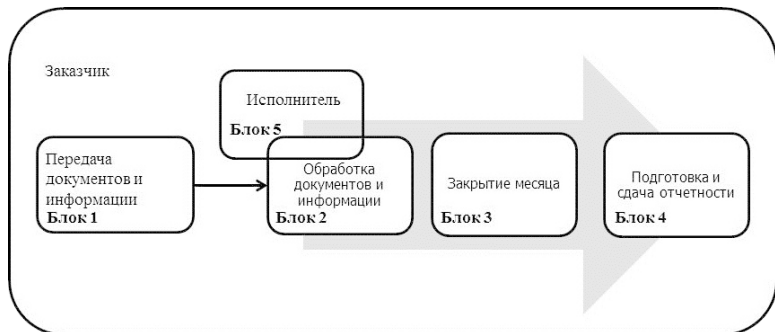 Заказчик
Исполнитель
Блок 5
Передача
документов и
информации
Блок 1
Обработка
документов и
информации
Блок 2
Закрытие месяца
Блок 3
Подготовка и
сдача отчетности
Блок 4